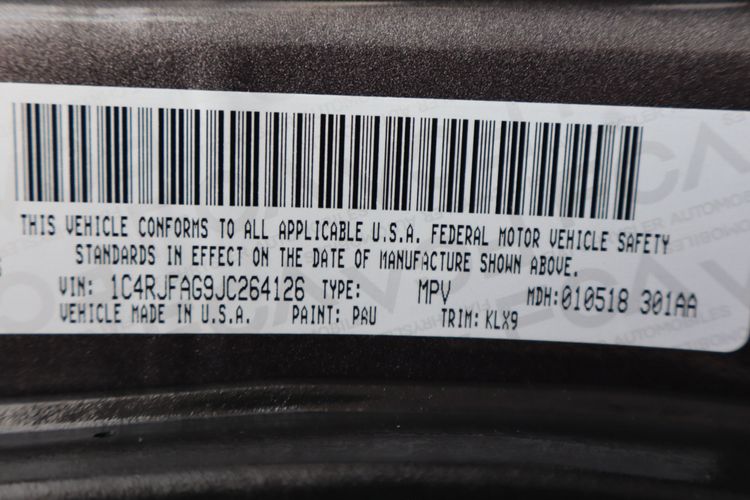 THIS VEHICLE CONFORMS TO ALL APPLICABLE U.S.A. FEDERAL MOTOR VEHICLE SAFETY
STANDARDS IN EFFECT ON THE DATE OF MANUFACTURE SHOWN ABOVE.
VIN: 1C4RJFAG9JC264126 TYPE: MPV MDH:010518 301AA
VEHICLE MADE IN U.S.A. PAINT: PAU TRIM: KLX9